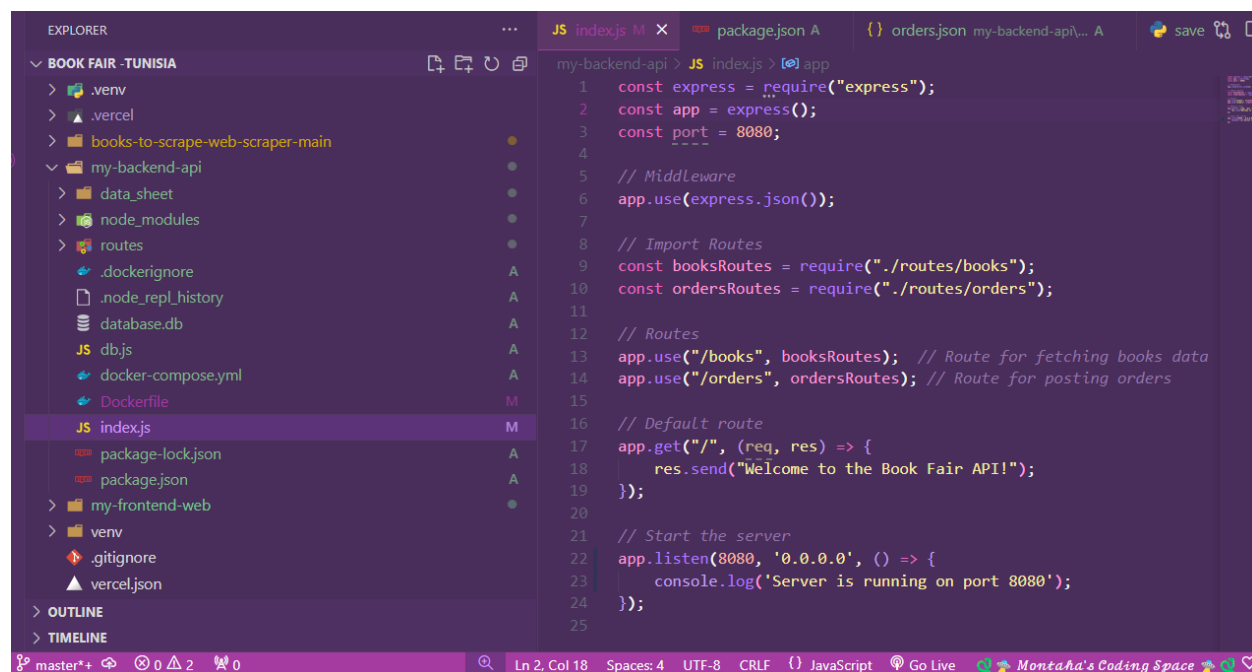 EXPLORER
BOOK FAIR -TUNISIA
.venv
.vercel
books-to-scrape-web-scraper-main
my-backend-api
data_sheet
node_modules
routes
.dockerignore
A
.node_repl_history
A
database.db
A
JS db.js
A
docker-compose.yml
A
Dockerfile
M
JS index.js
M
package-lock.json
A
package.json
A
my-frontend-web
venv
.gitignore
vercel.json
OUTLINE
TIMELINE
JS index.js M
package.json A
{} orders.json my-backend-api\... A
save
my-backend-api > JS index.js > app
1 const express = require("express");
2 const app = express();
3 const port = 8080;
4
5 // Middleware
6 app.use(express.json());
7
8 // Import Routes
9 const booksRoutes = require("./routes/books");
10 const ordersRoutes = require("./routes/orders");
11
12 // Routes
13 app.use("/books", booksRoutes);  // Route for fetching books data
14 app.use("/orders", ordersRoutes); // Route for posting orders
15
16 // Default route
17 app.get("/", (req, res) => {
18     res.send("Welcome to the Book Fair API!");
19 });
20
21 // Start the server
22 app.listen(8080, '0.0.0.0', () => {
23     console.log('Server is running on port 8080');
24 });
25
master*+ 0 2 0 Ln 2, Col 18 Spaces: 4 UTF-8 CRLF {} JavaScript Go Live Montaha's Coding Space